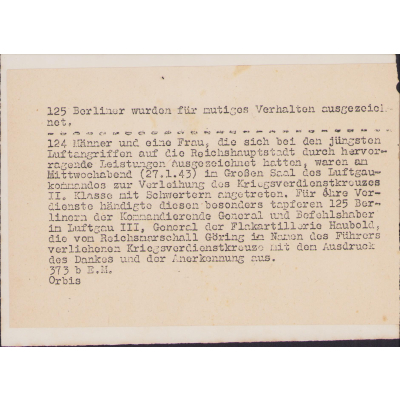 125 Berliner wurden für mutiges Verhalten ausgezeich
net.
124 Männer und eine Frau, die sich bei den jüngsten
Luftangriffen auf die Reichshauptstadt durch hervor-
ragende Leistungen Ausgezeichnet hatten, waren am
Mittwochabend (27.1.43) im Großen Saal des Luftgau-
kommandos zur Verleihung des Kriegsverdienstkreuzes
II. Klasse mit Schwertern angetreten. Für öhre Ver-
dienste händigte diesen besonders tapferen 125 Ber-
linern der Kommandierende General und Befehlshaber
im Luftgau III, General der Flakartillerie Haubold,
die vom Reichsmarschall Göring im Namen des Führers
verliehenen Kriegsverdienstkreuze mit dem Ausdruck
des Dankes und der Anerkennung aus.
373 b E.M.
Orbis